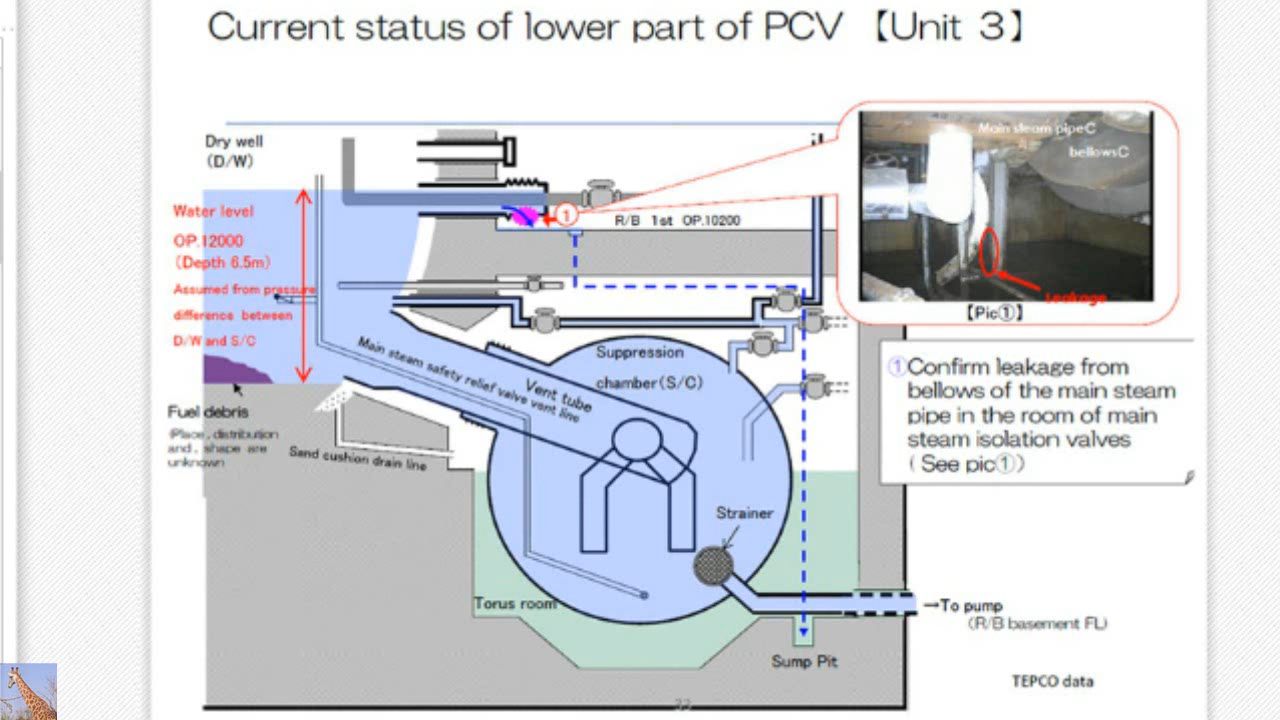 Current status of lower part of PCV 【Unit 3】
Dry well
(D/W)
Water level
OP.12000
(Depth 6.5m)
Assumed from pressure
difference between
D/W and S/C
Fuel debris
(Place, distribution
and, shape are
unknown
Sand cushion drain line
Main steam safety relief valve vent line
Vent tube
Suppression
chamber(S/C)
①
R/B 1st OP.10200
Main steam pipeC
bellowsC
Leakage
【Pic①】
①Confirm leakage from
bellows of the main steam
pipe in the room of main
steam isolation valves
( See pic①)
Strainer
Torus room
→To pump
(R/B basement FL)
Sump Pit
TEPCO data